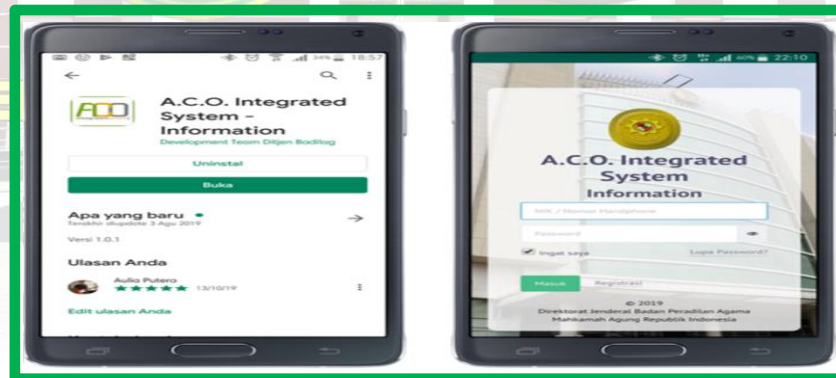 34% 18:57
ACO
A.C.O. Integrated
System -
Information
Development Team Ditjen Badilag
Uninstal
Buka
Apa yang baru
Terakhir diupdate 3 Agu 2019
Versi 1.0.1
Ulasan Anda
Aulia Putera
13/10/19
Edit ulasan Anda
60% 22:10
A.C.O. Integrated
System
Information
NIK / Nomor Handphone
Password
Ingat saya
Lupa Password?
Masuk
Registrasi
© 2019
Direktorat Jenderal Badan Peradilan Agama
Mahkamah Agung Republik Indonesia